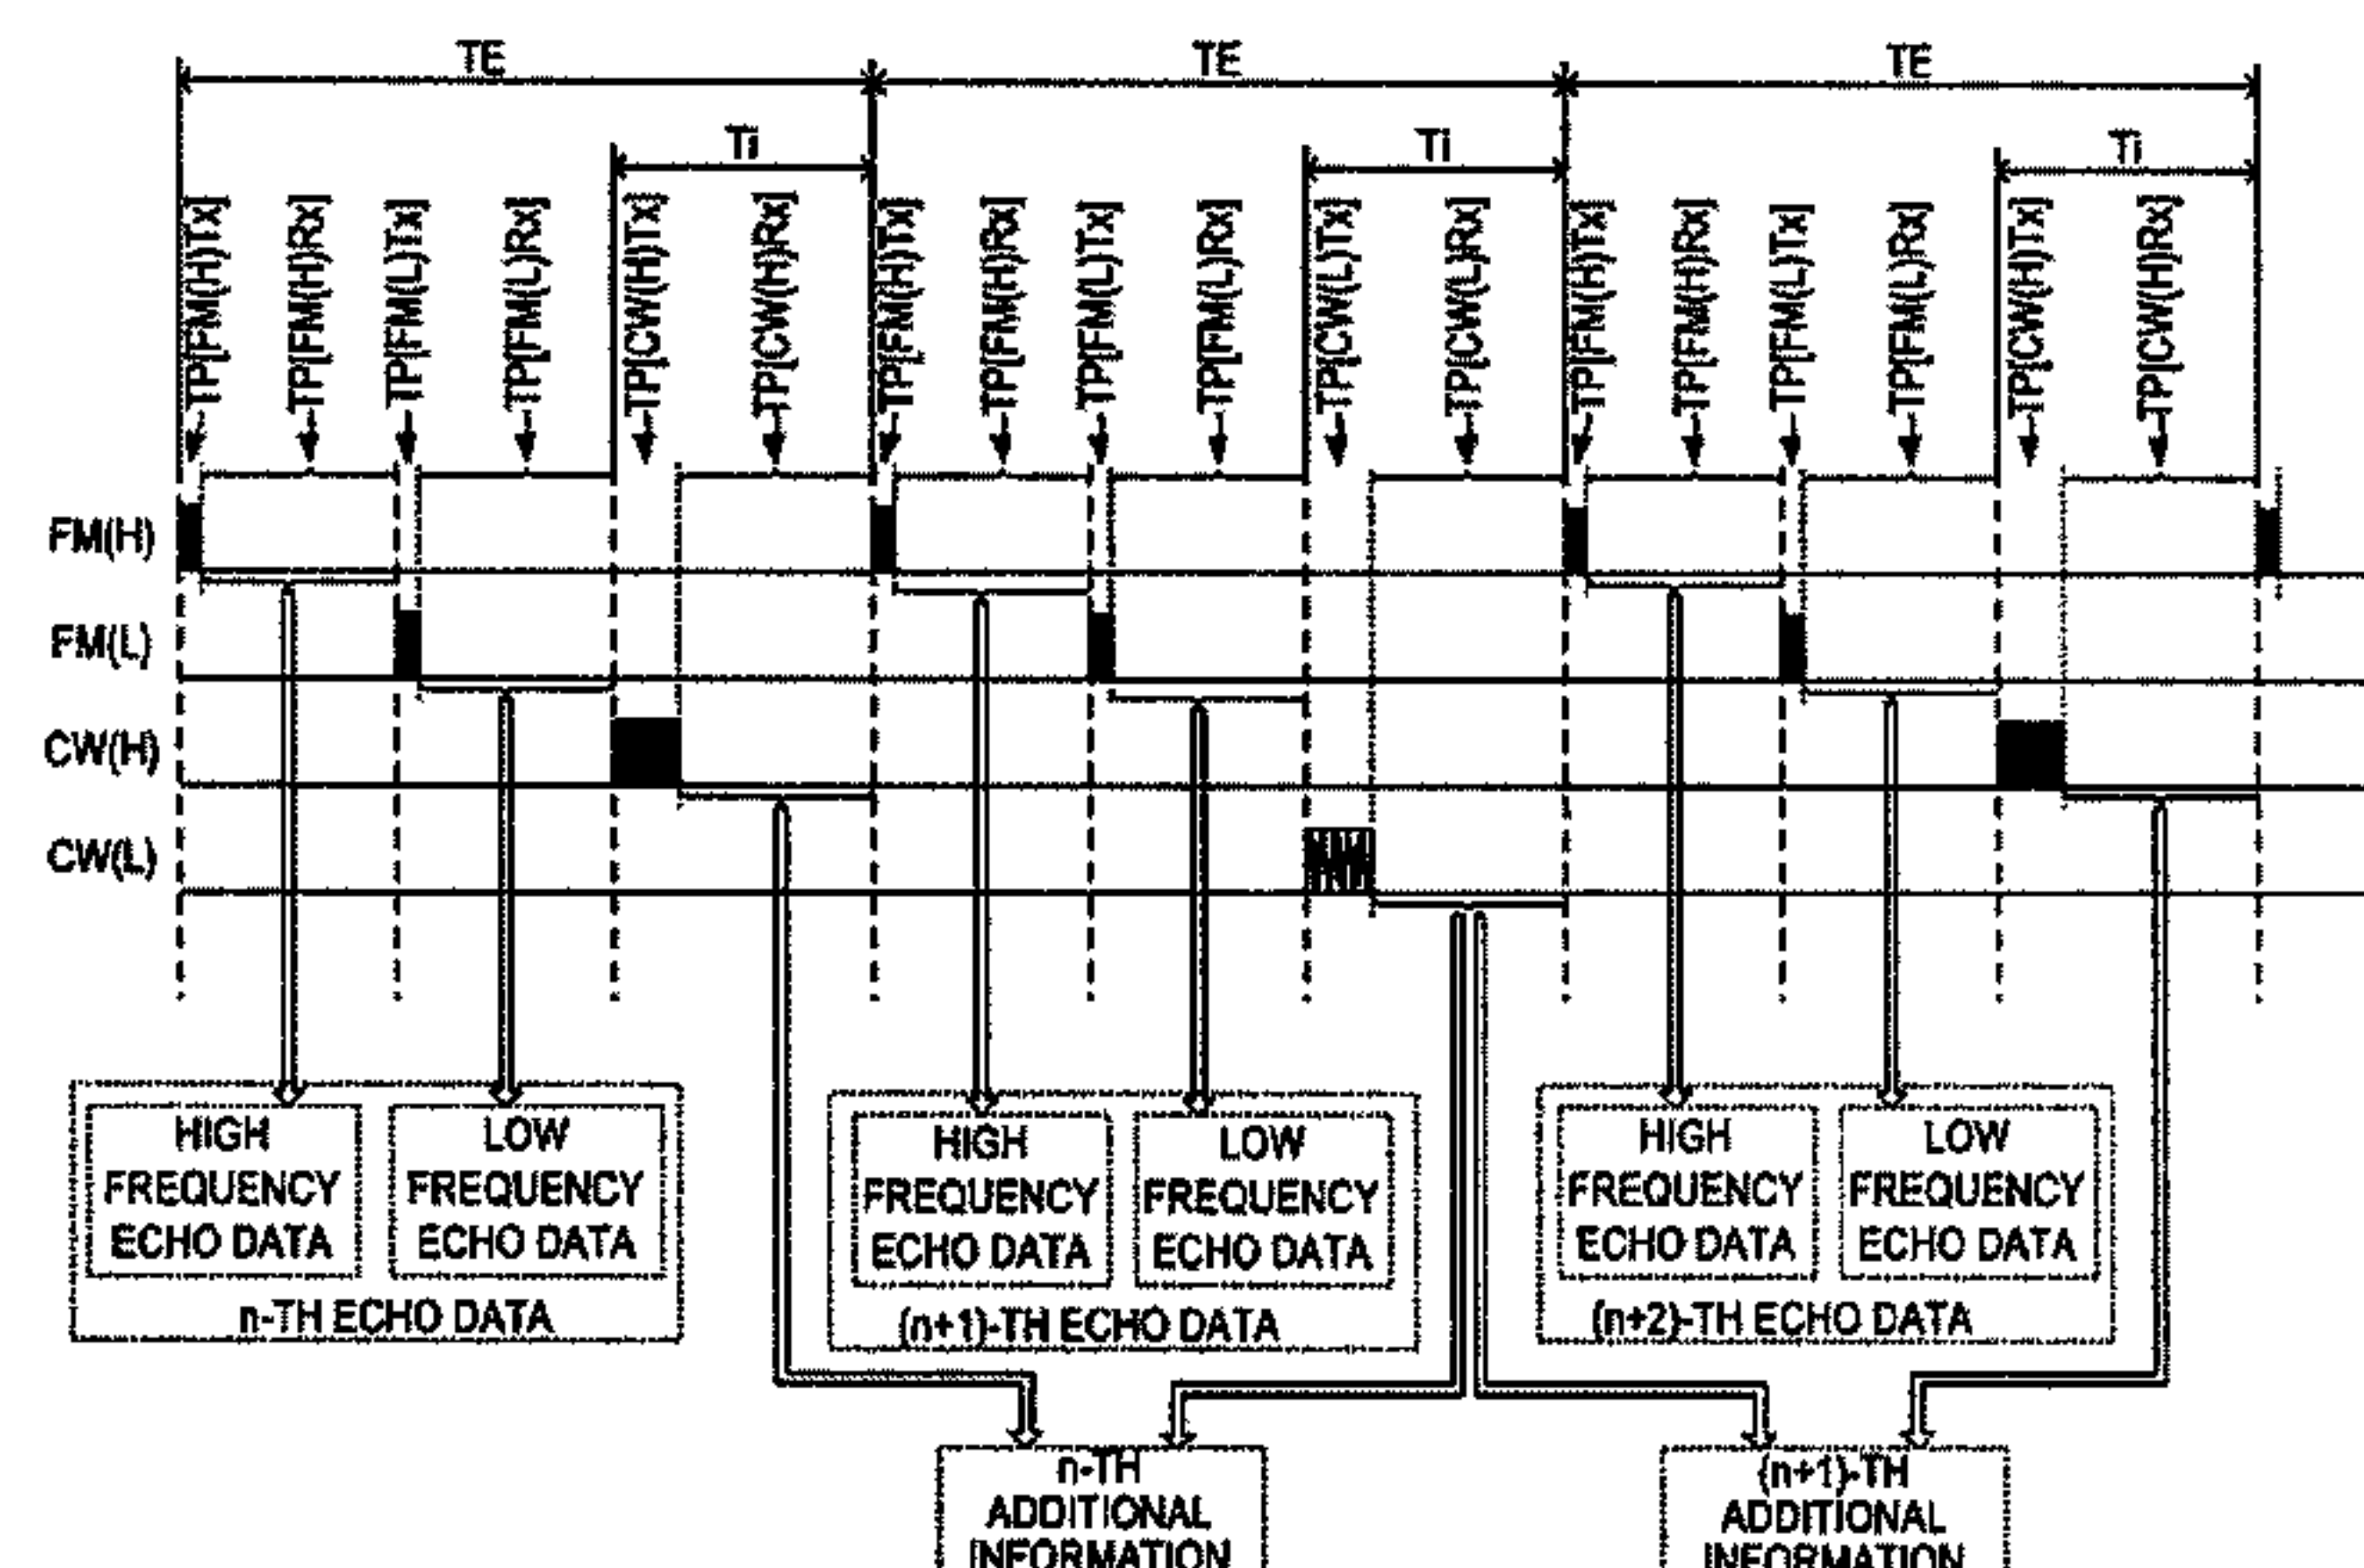 TE
TE
TE
Ti
Ti
Ti
TP[FM(H)Tx]
TP[FM(H)Rx]
TP[FM(L)Tx]
TP[FM(L)Rx]
TP[CW(H)Tx]
TP[CW(H)Rx]
TP[FM(H)Tx]
TP[FM(H)Rx]
TP[FM(L)Tx]
TP[FM(L)Rx]
TP[CW(L)Tx]
TP[CW(L)Rx]
TP[FM(H)Tx]
TP[FM(H)Rx]
TP[FM(L)Tx]
TP[FM(L)Rx]
TP[CW(H)Tx]
TP[CW(H)Rx]
FM(H)
FM(L)
CW(H)
CW(L)
HIGH
FREQUENCY
ECHO DATA
LOW
FREQUENCY
ECHO DATA
n-TH ECHO DATA
HIGH
FREQUENCY
ECHO DATA
LOW
FREQUENCY
ECHO DATA
(n+1)-TH ECHO DATA
HIGH
FREQUENCY
ECHO DATA
LOW
FREQUENCY
ECHO DATA
(n+2)-TH ECHO DATA
n-TH
ADDITIONAL
INFORMATION
(n+1)-TH
ADDITIONAL
INFORMATION